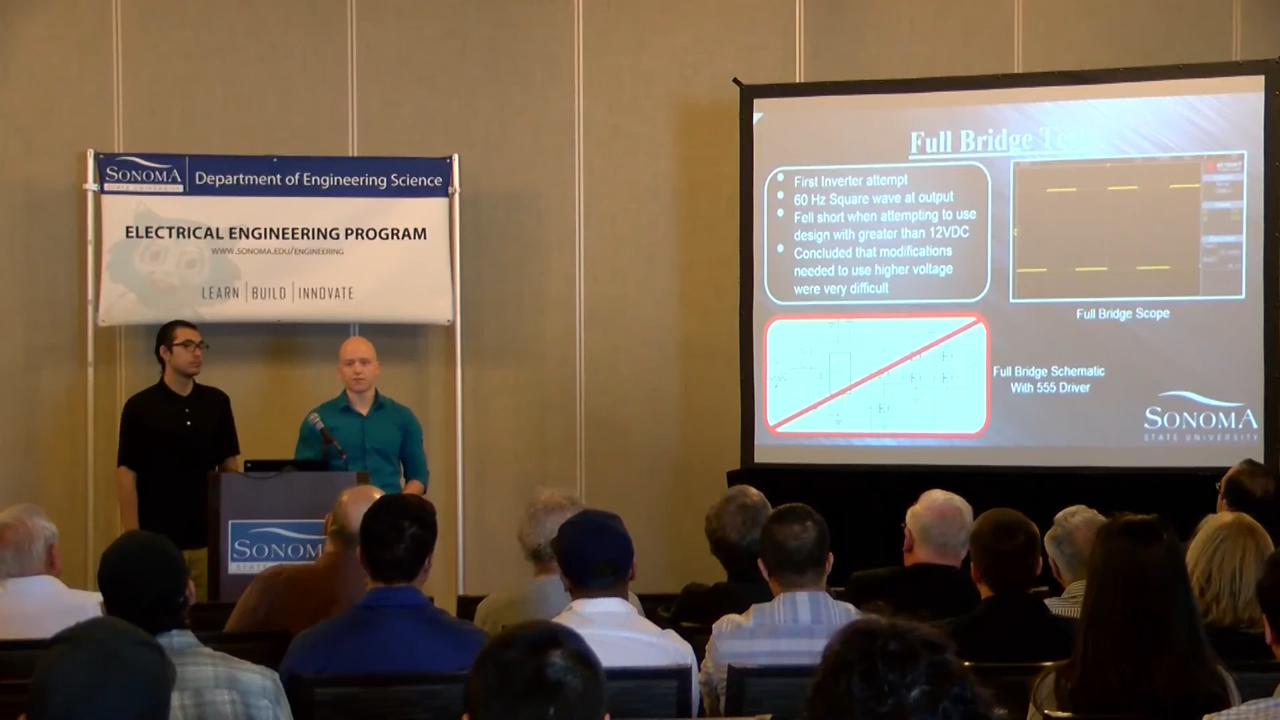 SONOMA
STATE UNIVERSITY
Department of Engineering Science
ELECTRICAL ENGINEERING PROGRAM
WWW.SONOMA.EDU/ENGINEERING
LEARN | BUILD | INNOVATE
SONOMA
Full Bridge
First Inverter attempt
60 Hz Square wave at output
Fell short when attempting to use
design with greater than 12VDC
Concluded that modifications
needed to use higher voltage
were very difficult
Full Bridge Scope
Full Bridge Schematic
With 555 Driver
SONOMA
STATE UNIVERSITY